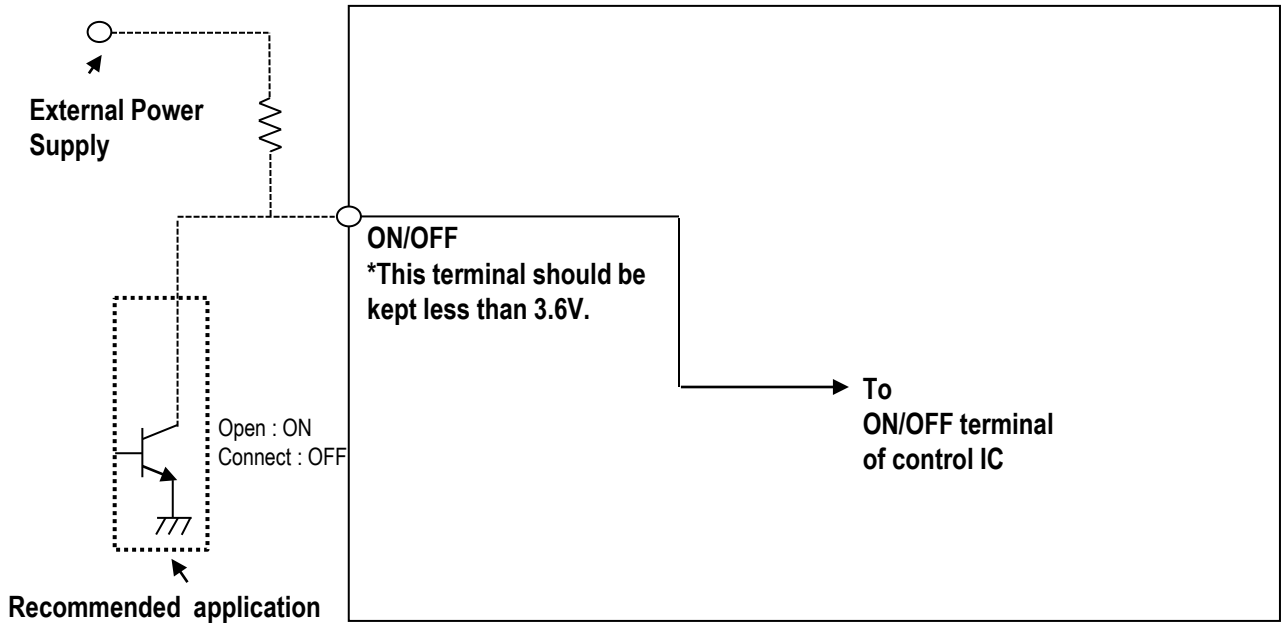 External Power
Supply
ON/OFF
*This terminal should be
kept less than 3.6V.
Open : ON
Connect : OFF
To
ON/OFF terminal
of control IC
Recommended application